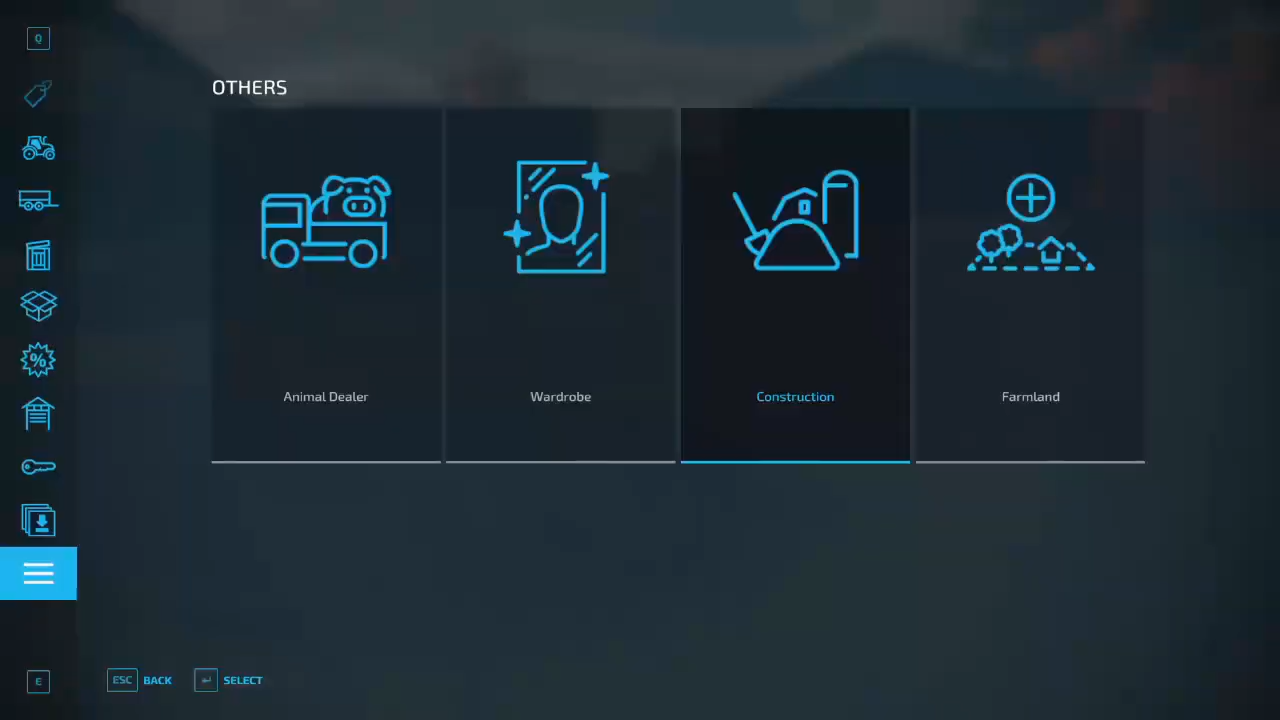 Q
OTHERS
%
Animal Dealer
Wardrobe
Construction
Farmland
E
ESC BACK
SELECT